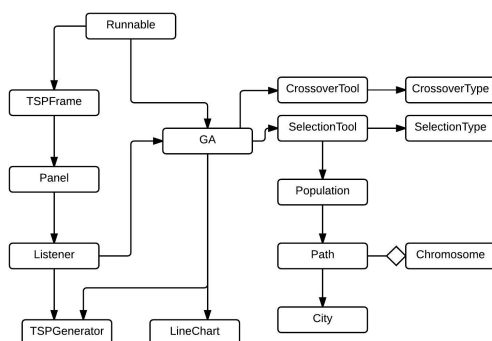 Runnable
CrossoverTool
CrossoverType
TSPFrame
SelectionTool
SelectionType
GA
Panel
Population
Listener
Path
Chromosome
City
TSPGenerator
LineChart